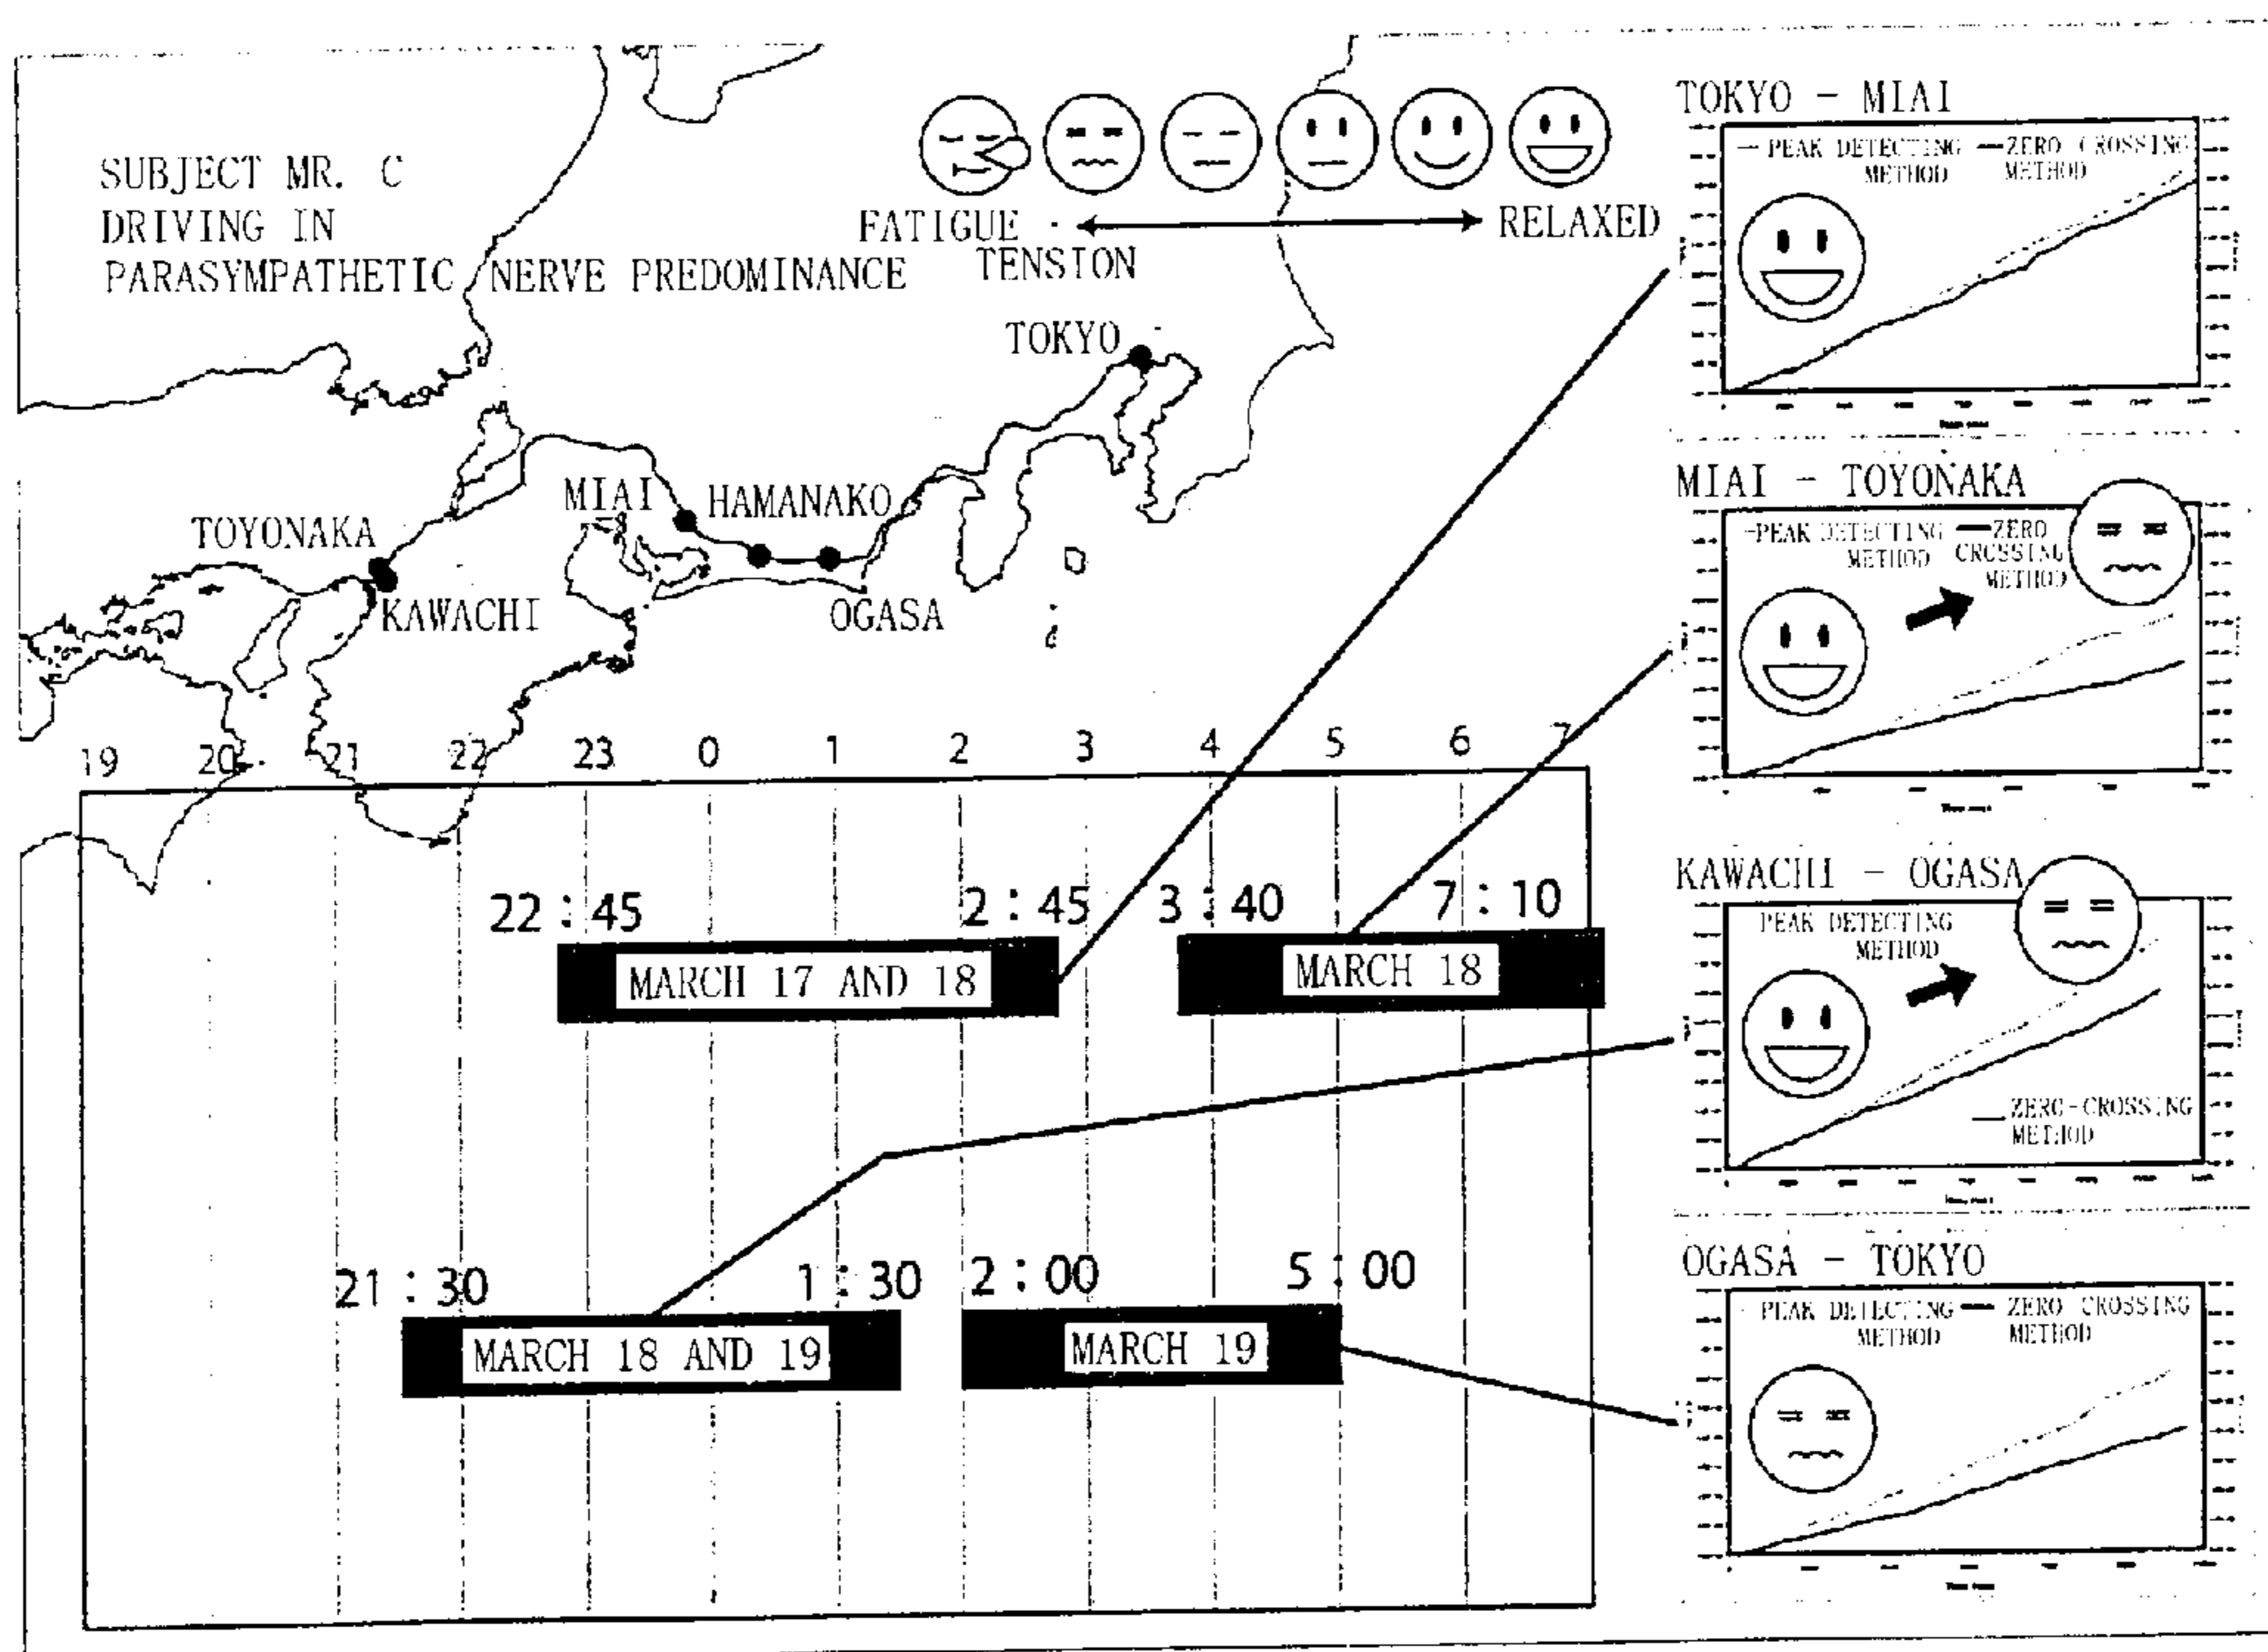 SUBJECT MR. C
DRIVING IN
PARASYMPATHETIC NERVE PREDOMINANCE
FATIGUE ·
TENSION
RELAXED
TOKYO
MIAI
HAMANAKO
TOYONAKA
KAWACHI
OGASA
19 20 21 22 23 0 1 2 3 4 5 6 7
22:45 2:45 3:40 7:10
MARCH 17 AND 18
MARCH 18
21:30 1:30 2:00 5:00
MARCH 18 AND 19
MARCH 19
TOKYO - MIAI
PEAK DETECTING METHOD
ZERO CROSSING METHOD
MIAI - TOYONAKA
PEAK DETECTING METHOD
ZERO CROSSING METHOD
KAWACHI - OGASA
PEAK DETECTING METHOD
ZERO-CROSSING METHOD
OGASA - TOKYO
PEAK DETECTING METHOD
ZERO CROSSING METHOD